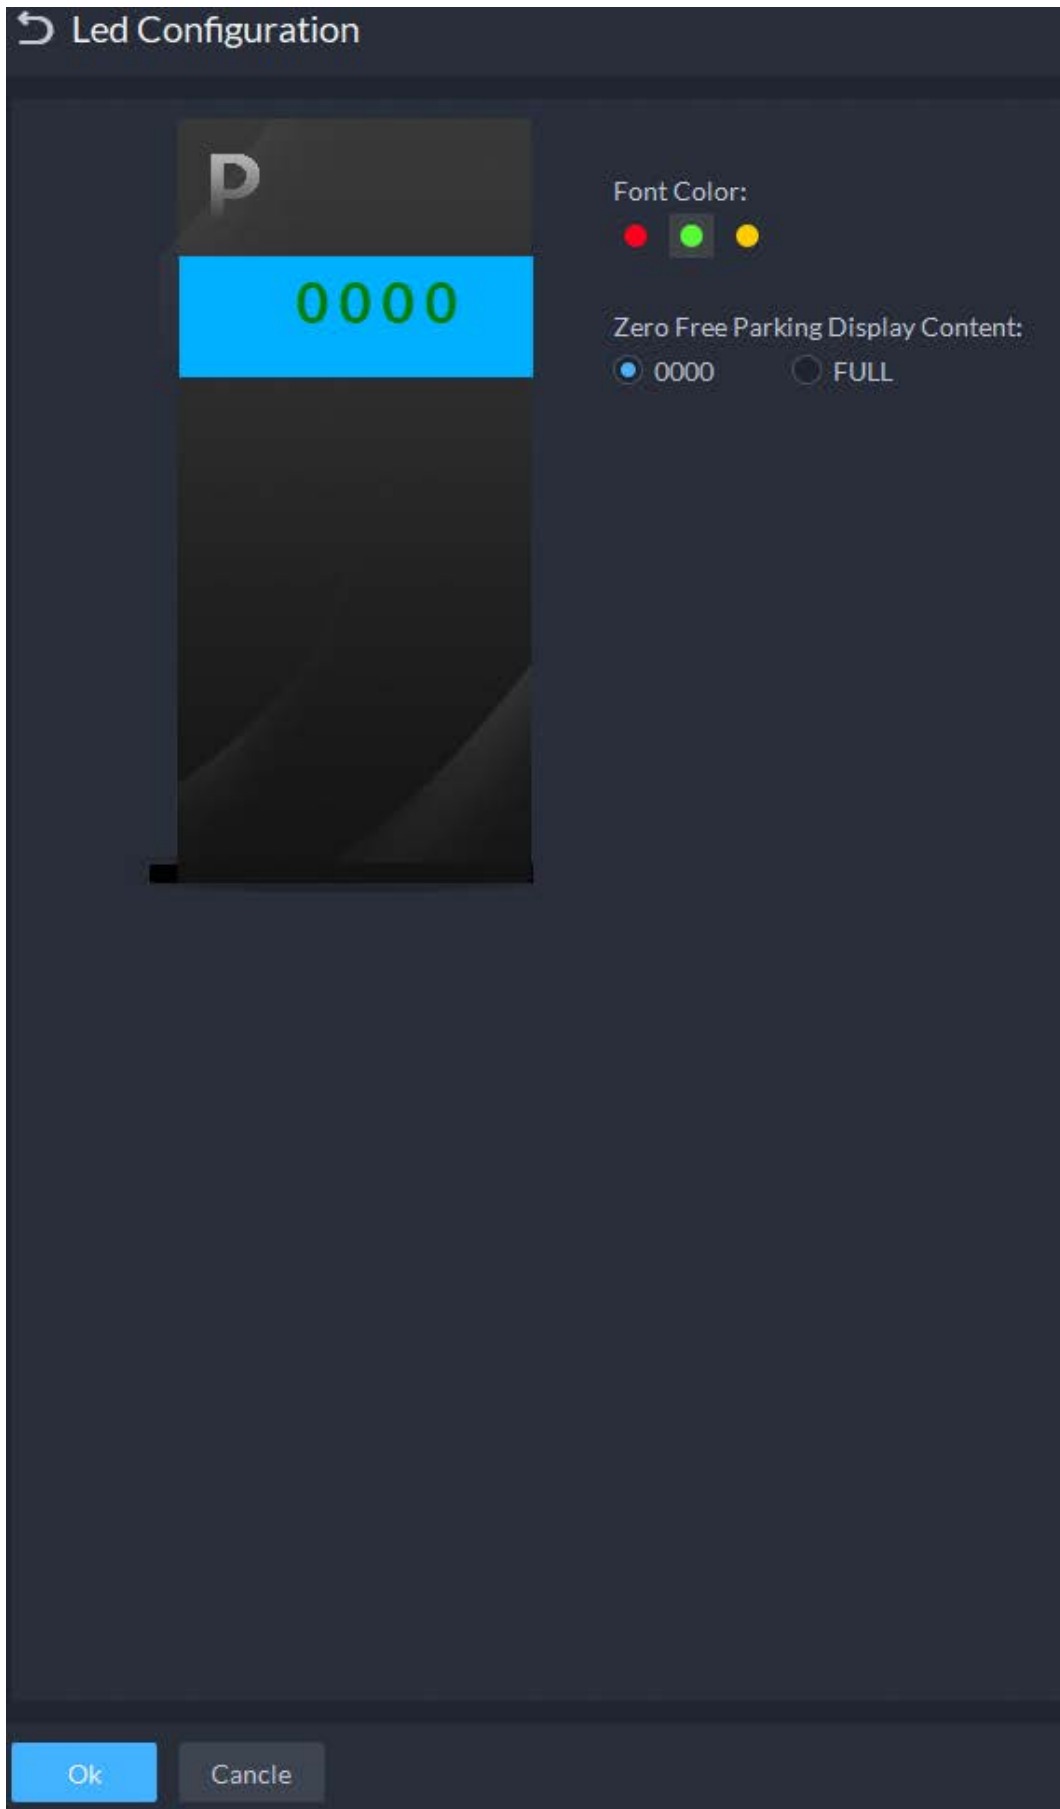 Led Configuration
P
0000
Font Color:
Zero Free Parking Display Content:
0000 FULL
Ok Cancle